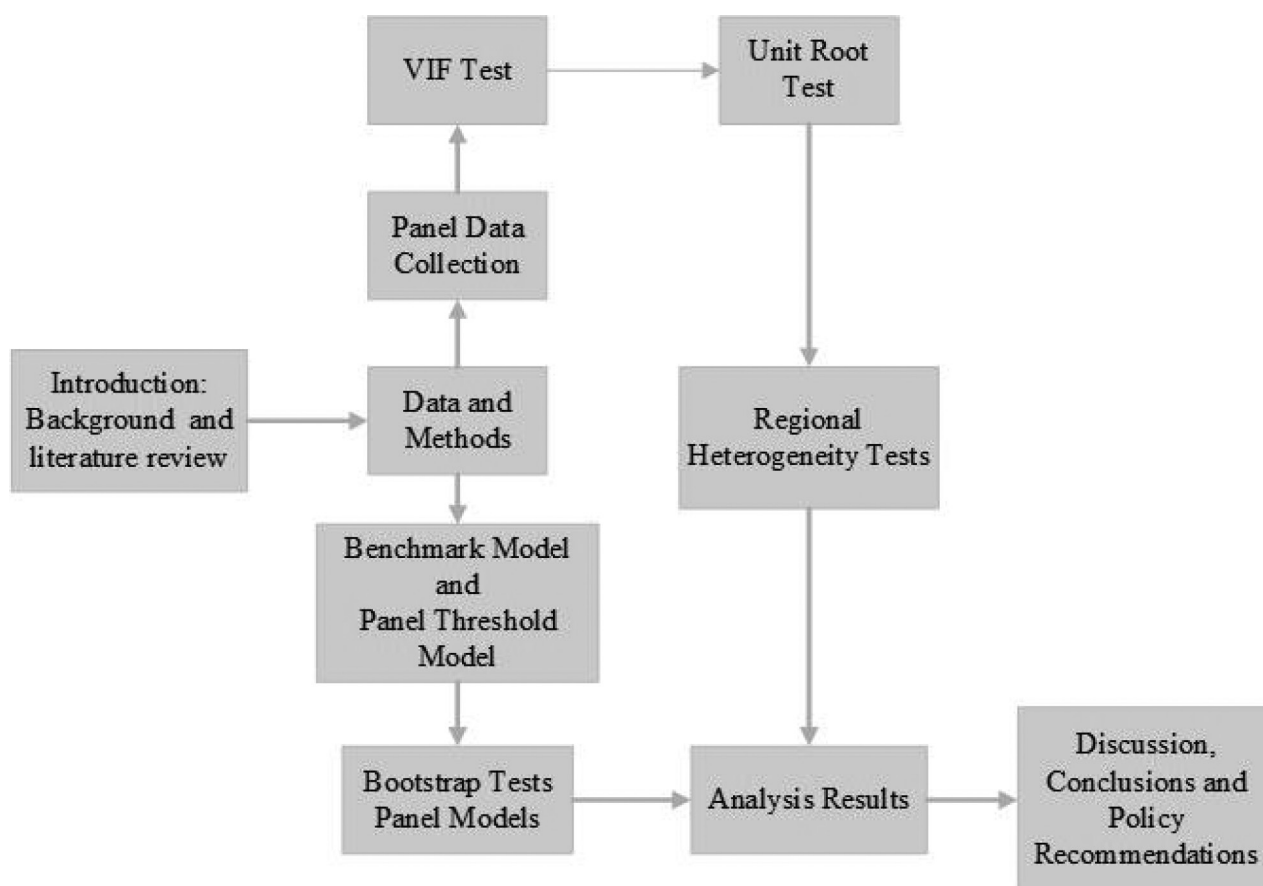 VIF Test
Unit Root
Test
Panel Data
Collection
Introduction:
Background and
literature review
Data and
Methods
Regional
Heterogeneity Tests
Benchmark Model
and
Panel Threshold
Model
Bootstrap Tests
Panel Models
Analysis Results
Discussion,
Conclusions and
Policy
Recommendations